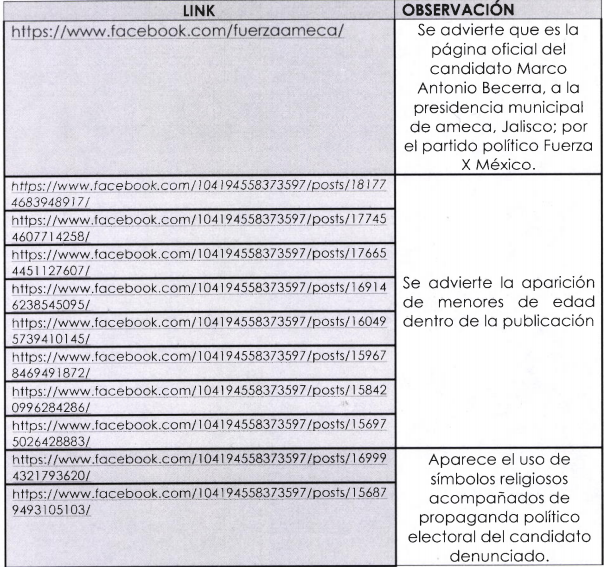 LINK
OBSERVACIÓN
https://www.facebook.com/fuerzaameca/
Se advierte que es la
página oficial del
candidato Marco
Antonio Becerra, a la
presidencia municipal
de ameca, Jalisco; por
el partido político Fuerza
X México.
https://www.facebook.com/104194558373597/posts/18177
4683948917/
https://www.facebook.com/104194558373597/posts/17745
4607714258/
https://www.facebook.com/104194558373597/posts/17665
4451127607/
https://www.facebook.com/104194558373597/posts/16914
6238545095/
https://www.facebook.com/104194558373597/posts/16049
5739410145/
https://www.facebook.com/104194558373597/posts/15967
8469491872/
https://www.facebook.com/104194558373597/posts/15842
0996284286/
https://www.facebook.com/104194558373597/posts/15697
5026428883/
Se advierte la aparición
de menores de edad
dentro de la publicación
https://www.facebook.com/104194558373597/posts/16999
4321793620/
https://www.facebook.com/104194558373597/posts/15687
9493105103/
Aparece el uso de
símbolos religiosos
acompañados de
propaganda político
electoral del candidato
denunciado.